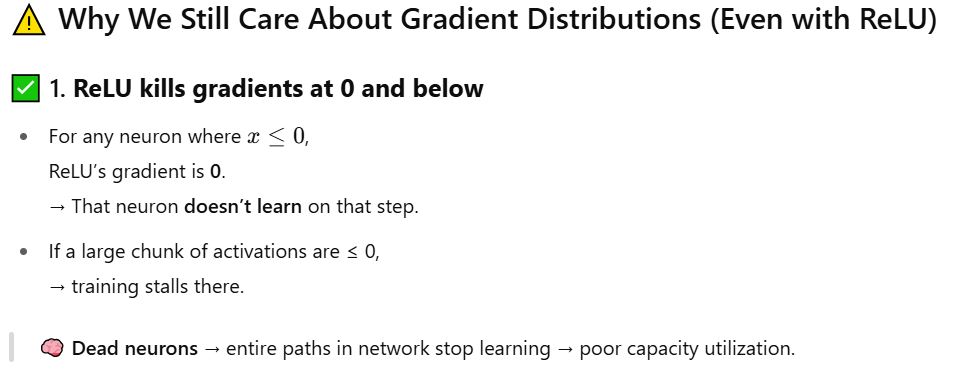 ⚠️ Why We Still Care About Gradient Distributions (Even with ReLU)
✅ 1. ReLU kills gradients at 0 and below
• For any neuron where x ≤ 0,
ReLU’s gradient is 0.
→ That neuron doesn’t learn on that step.
• If a large chunk of activations are ≤ 0,
→ training stalls there.
🧠 Dead neurons → entire paths in network stop learning → poor capacity utilization.